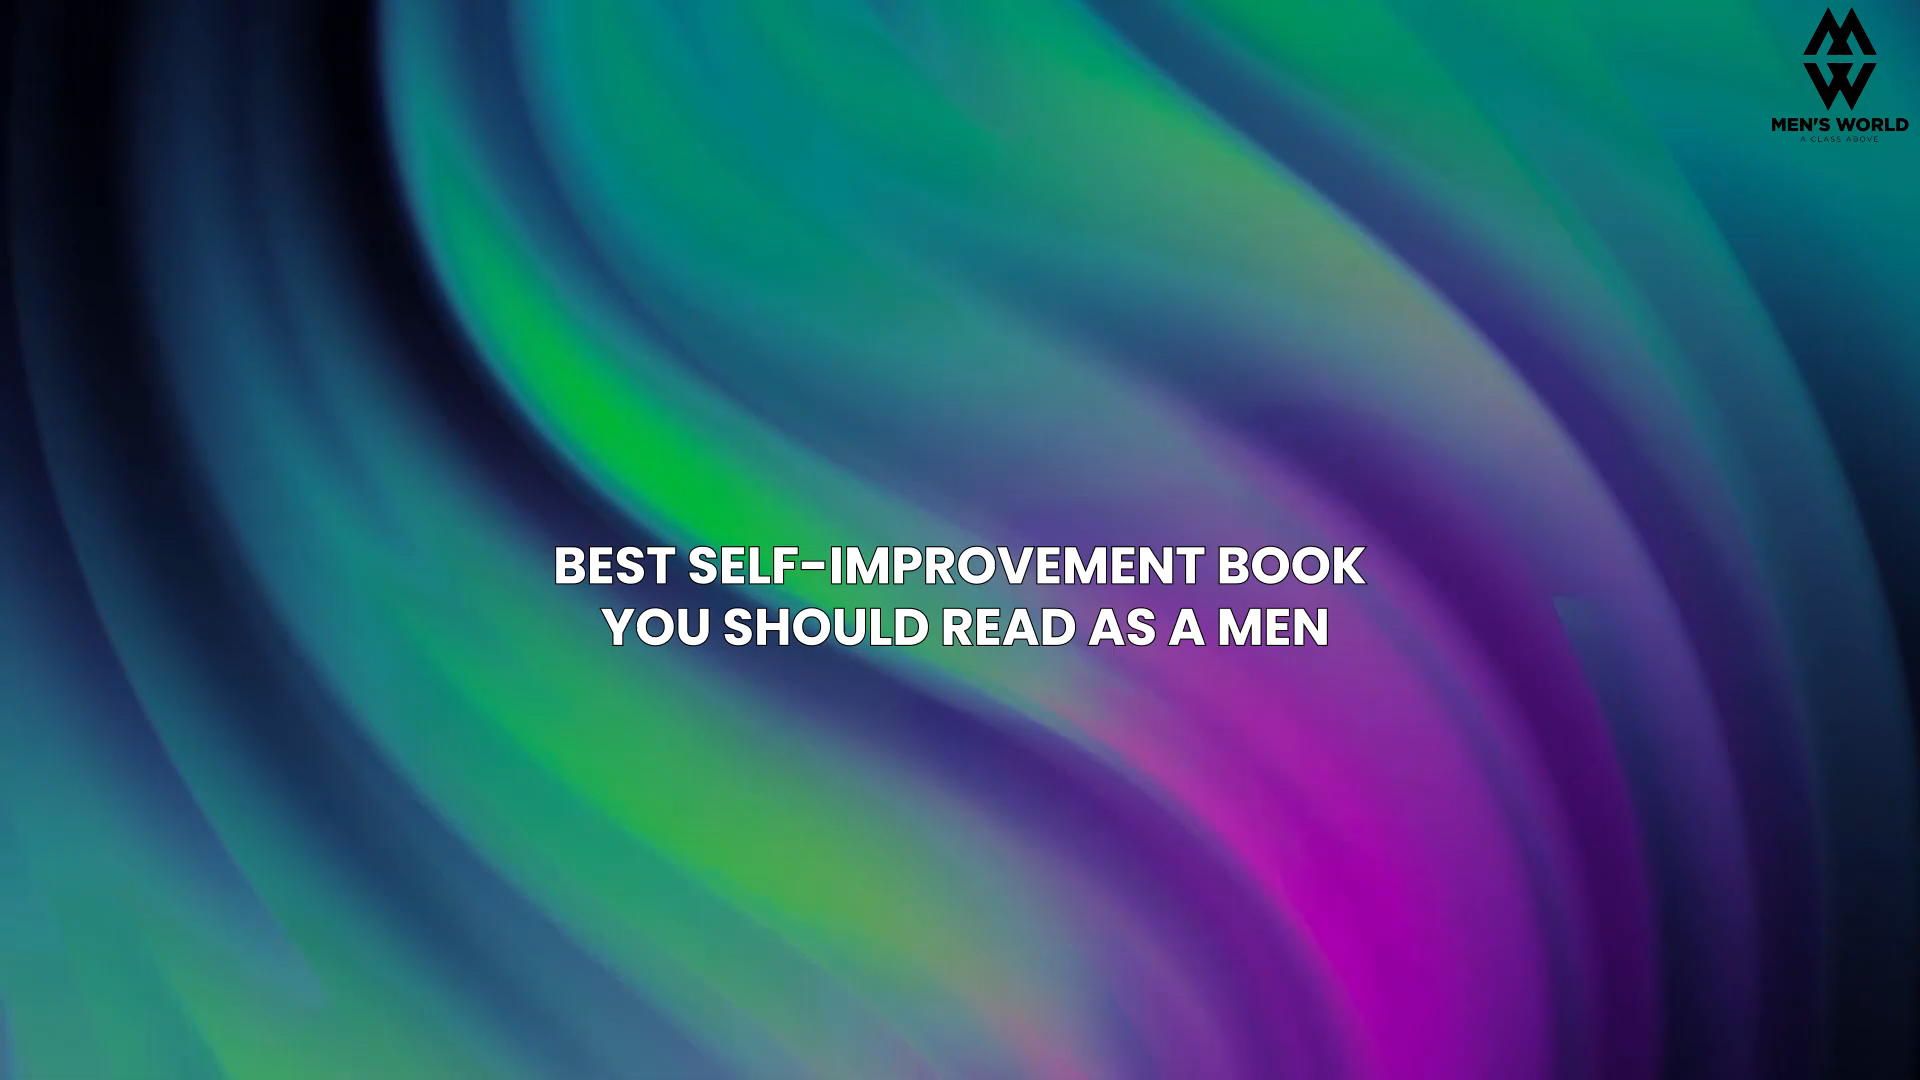 MEN'S WORLD
A CLASS ABOVE
BEST SELF-IMPROVEMENT BOOK
YOU SHOULD READ AS A MEN